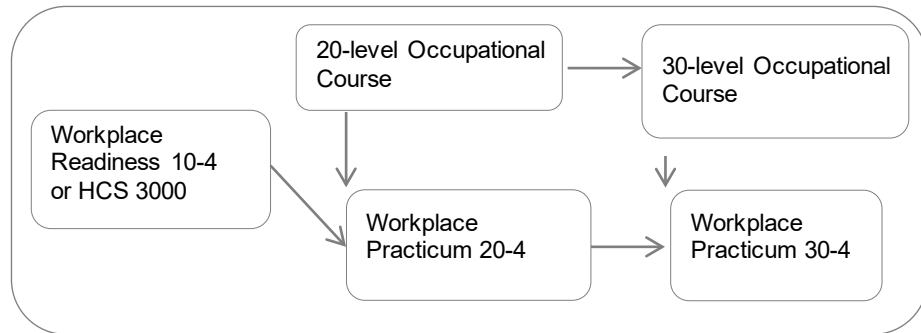 20-level Occupational
Course
30-level Occupational
Course
Workplace
Readiness 10-4
or HCS 3000
Workplace
Practicum 20-4
Workplace
Practicum 30-4